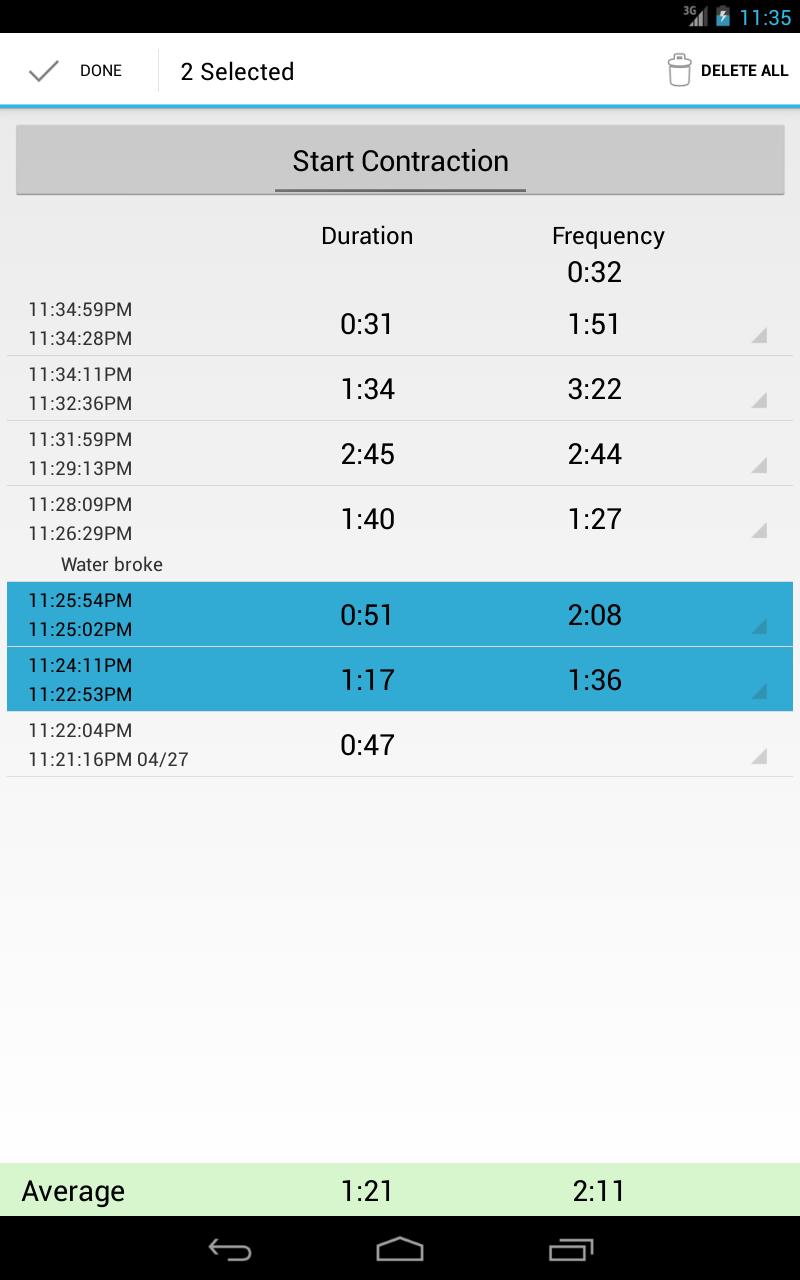 3G 11:35
DONE 2 Selected DELETE ALL
Start Contraction
Duration Frequency
0:32
11:34:59PM
11:34:28PM 0:31 1:51
11:34:11PM
11:32:36PM 1:34 3:22
11:31:59PM
11:29:13PM 2:45 2:44
11:28:09PM
11:26:29PM 1:40 1:27
Water broke
11:25:54PM
11:25:02PM 0:51 2:08
11:24:11PM
11:22:53PM 1:17 1:36
11:22:04PM
11:21:16PM 04/27 0:47
Average 1:21 2:11